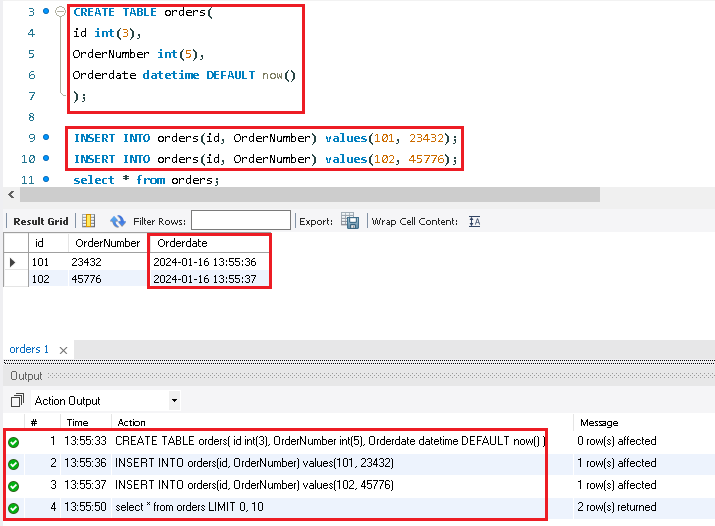 3 CREATE TABLE orders(
4 id int(3),
5 OrderNumber int(5),
6 Orderdate datetime DEFAULT now()
7 );
8
9 INSERT INTO orders(id, OrderNumber) values(101, 23432);
10 INSERT INTO orders(id, OrderNumber) values(102, 45776);
11 select * from orders;
Result Grid Filter Rows: Export: Wrap Cell Content:
id OrderNumber Orderdate
101 23432 2024-01-16 13:55:36
102 45776 2024-01-16 13:55:37
orders 1
Output
Action Output
# Time Action Message
1 13:55:33 CREATE TABLE orders( id int(3), OrderNumber int(5), Orderdate datetime DEFAULT now() ) 0 row(s) affected
2 13:55:36 INSERT INTO orders(id, OrderNumber) values(101, 23432) 1 row(s) affected
3 13:55:37 INSERT INTO orders(id, OrderNumber) values(102, 45776) 1 row(s) affected
4 13:55:50 select * from orders LIMIT 0, 10 2 row(s) returned